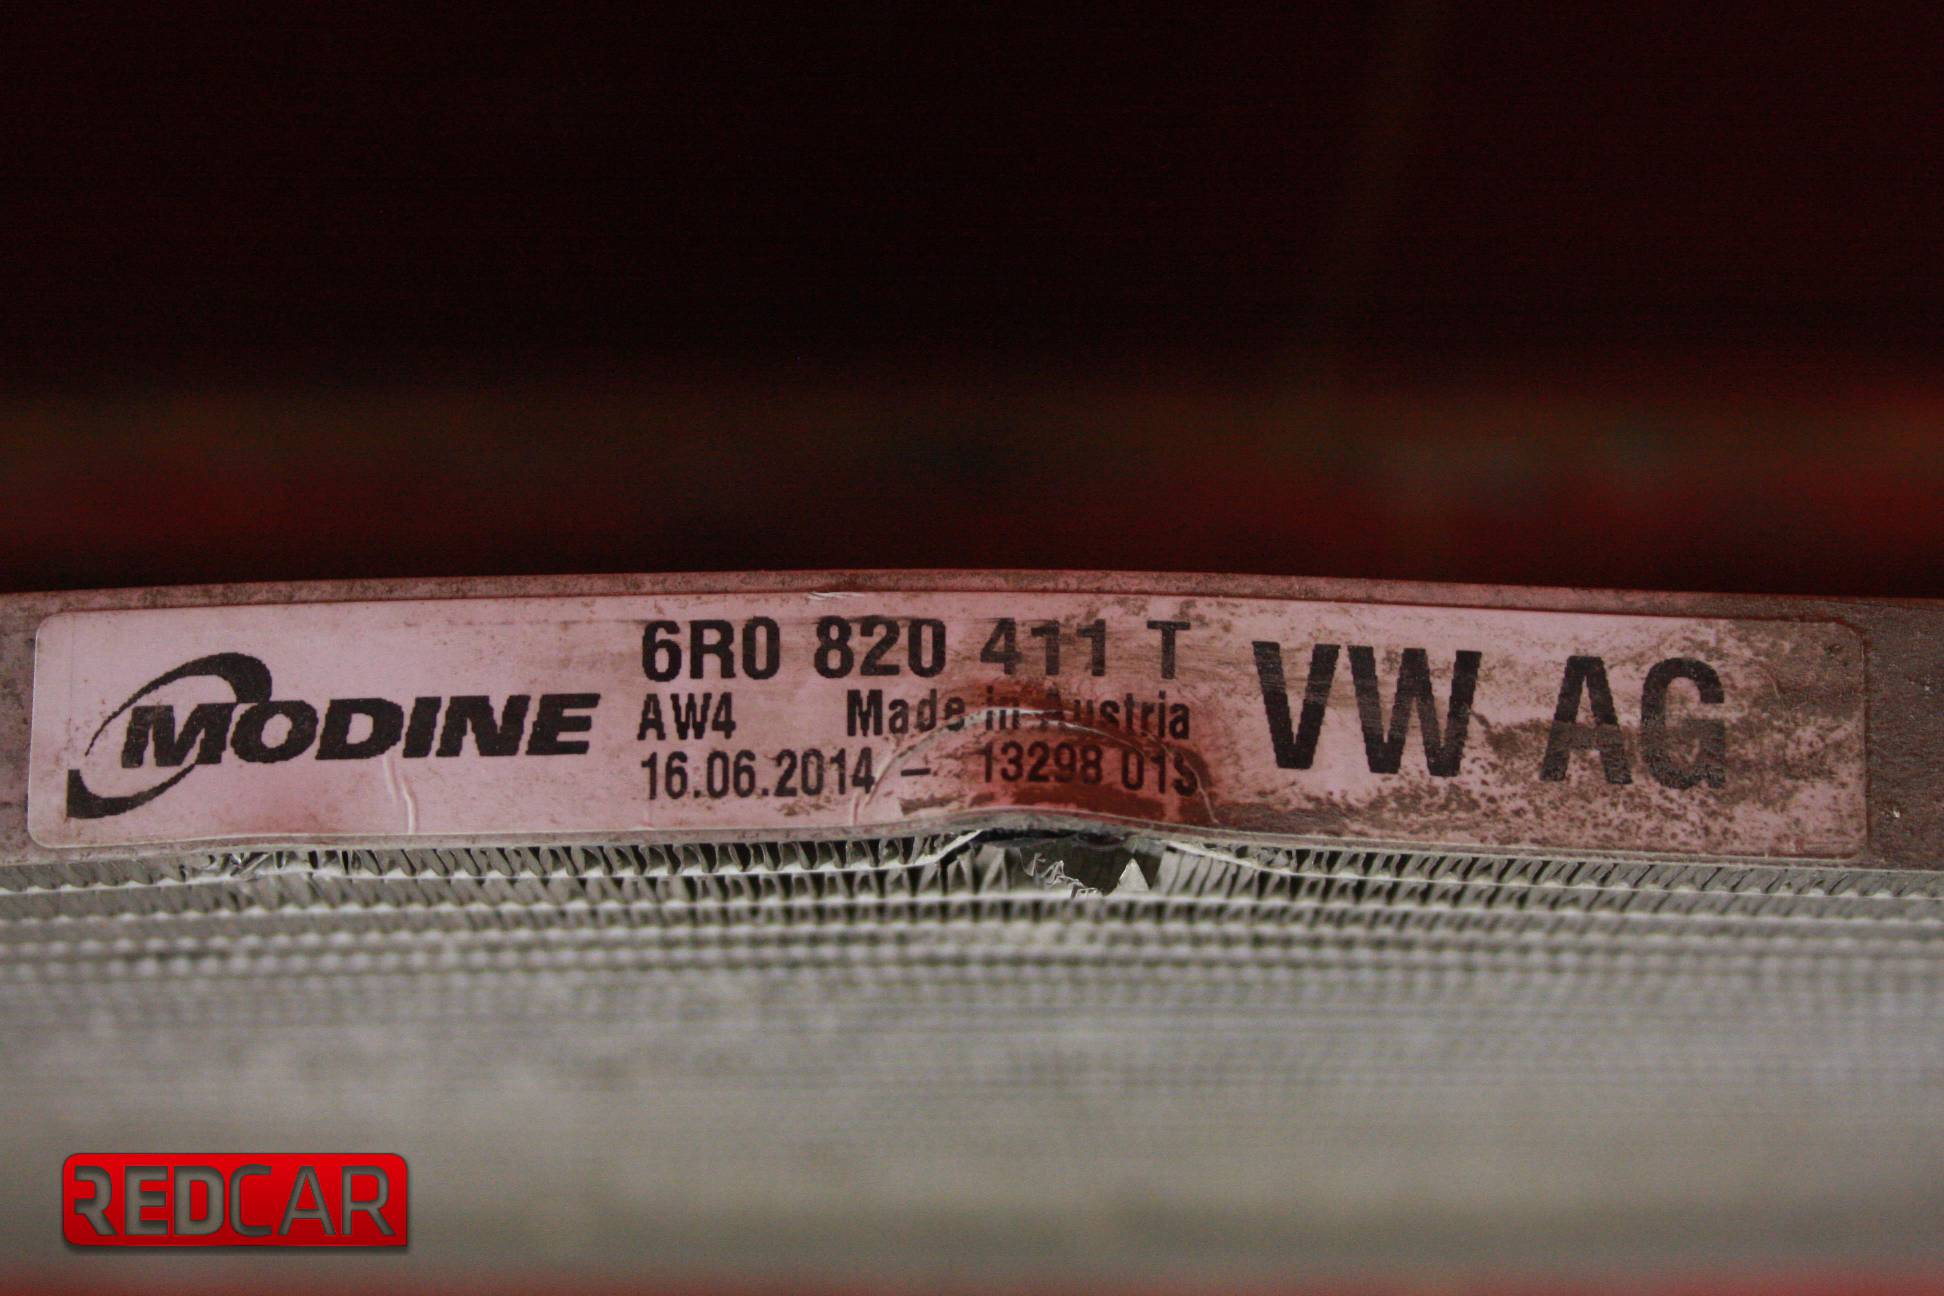 MODINE
6R0 820 411 T
AW4 Made in Austria
16.06.2014 – 13298 01S
VW AG
REDCAR